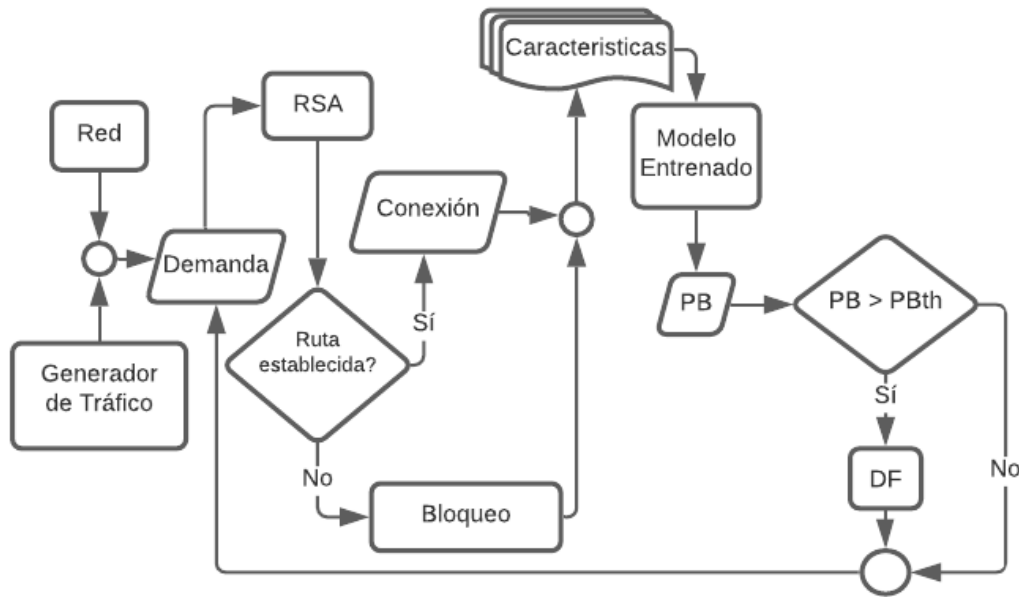 Red
Generador
de Tráfico
Demanda
RSA
Ruta
establecida?
Sí
No
Conexión
Bloqueo
Caracteristicas
Modelo
Entrenado
PB
PB > PBth
Sí
No
DF